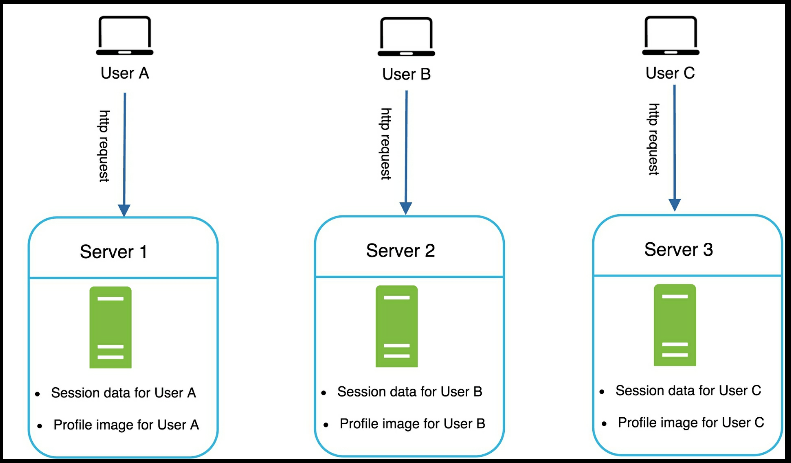 User A
User B
User C
http request
http request
http request
Server 1
Server 2
Server 3
• Session data for User A
• Profile image for User A
• Session data for User B
• Profile image for User B
• Session data for User C
• Profile image for User C